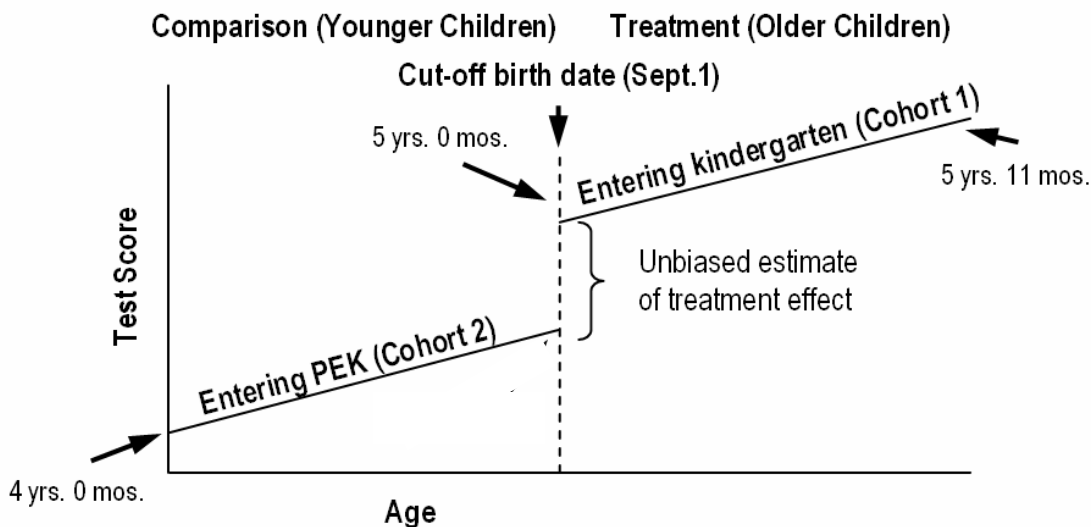 Comparison (Younger Children)
Treatment (Older Children)
Cut-off birth date (Sept.1)
5 yrs. 0 mos.
Entering kindergarten (Cohort 1)
5 yrs. 11 mos.
Test Score
Unbiased estimate
of treatment effect
Entering PEK (Cohort 2)
4 yrs. 0 mos.
Age